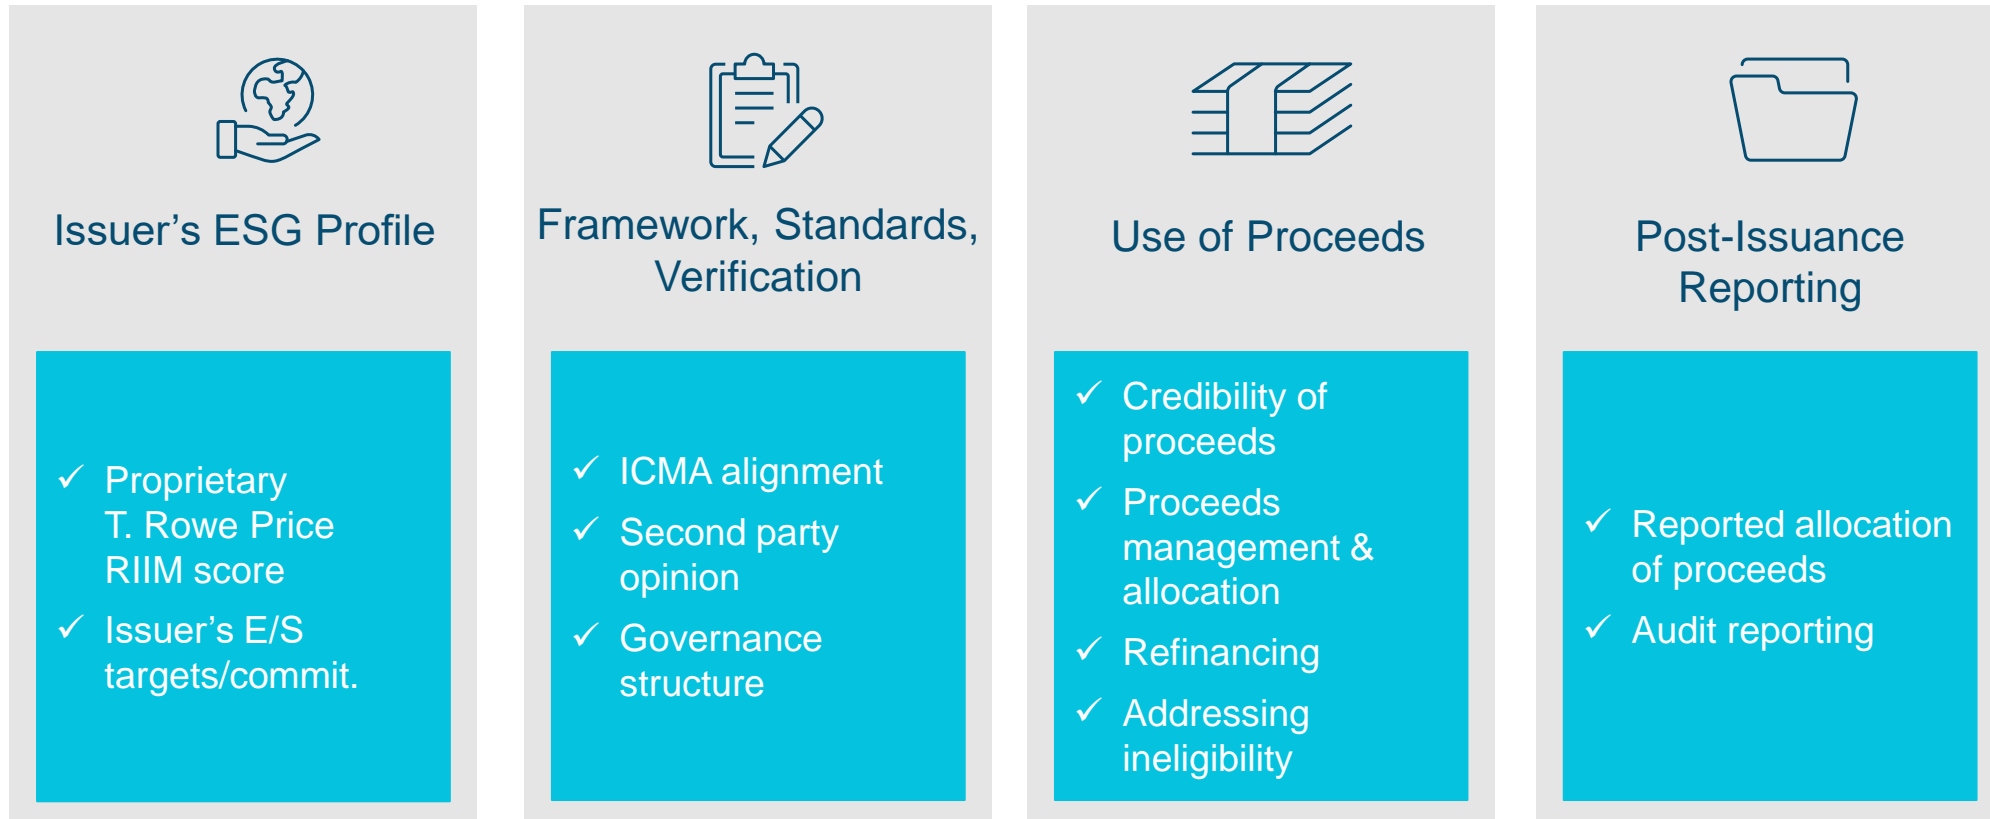 Issuer’s ESG Profile
✓ Proprietary
T. Rowe Price
RIIM score
✓ Issuer’s E/S
targets/commit.
Framework, Standards,
Verification
✓ ICMA alignment
✓ Second party
opinion
✓ Governance
structure
Use of Proceeds
✓ Credibility of
proceeds
✓ Proceeds
management &
allocation
✓ Refinancing
✓ Addressing
ineligibility
Post-Issuance
Reporting
✓ Reported allocation
of proceeds
✓ Audit reporting